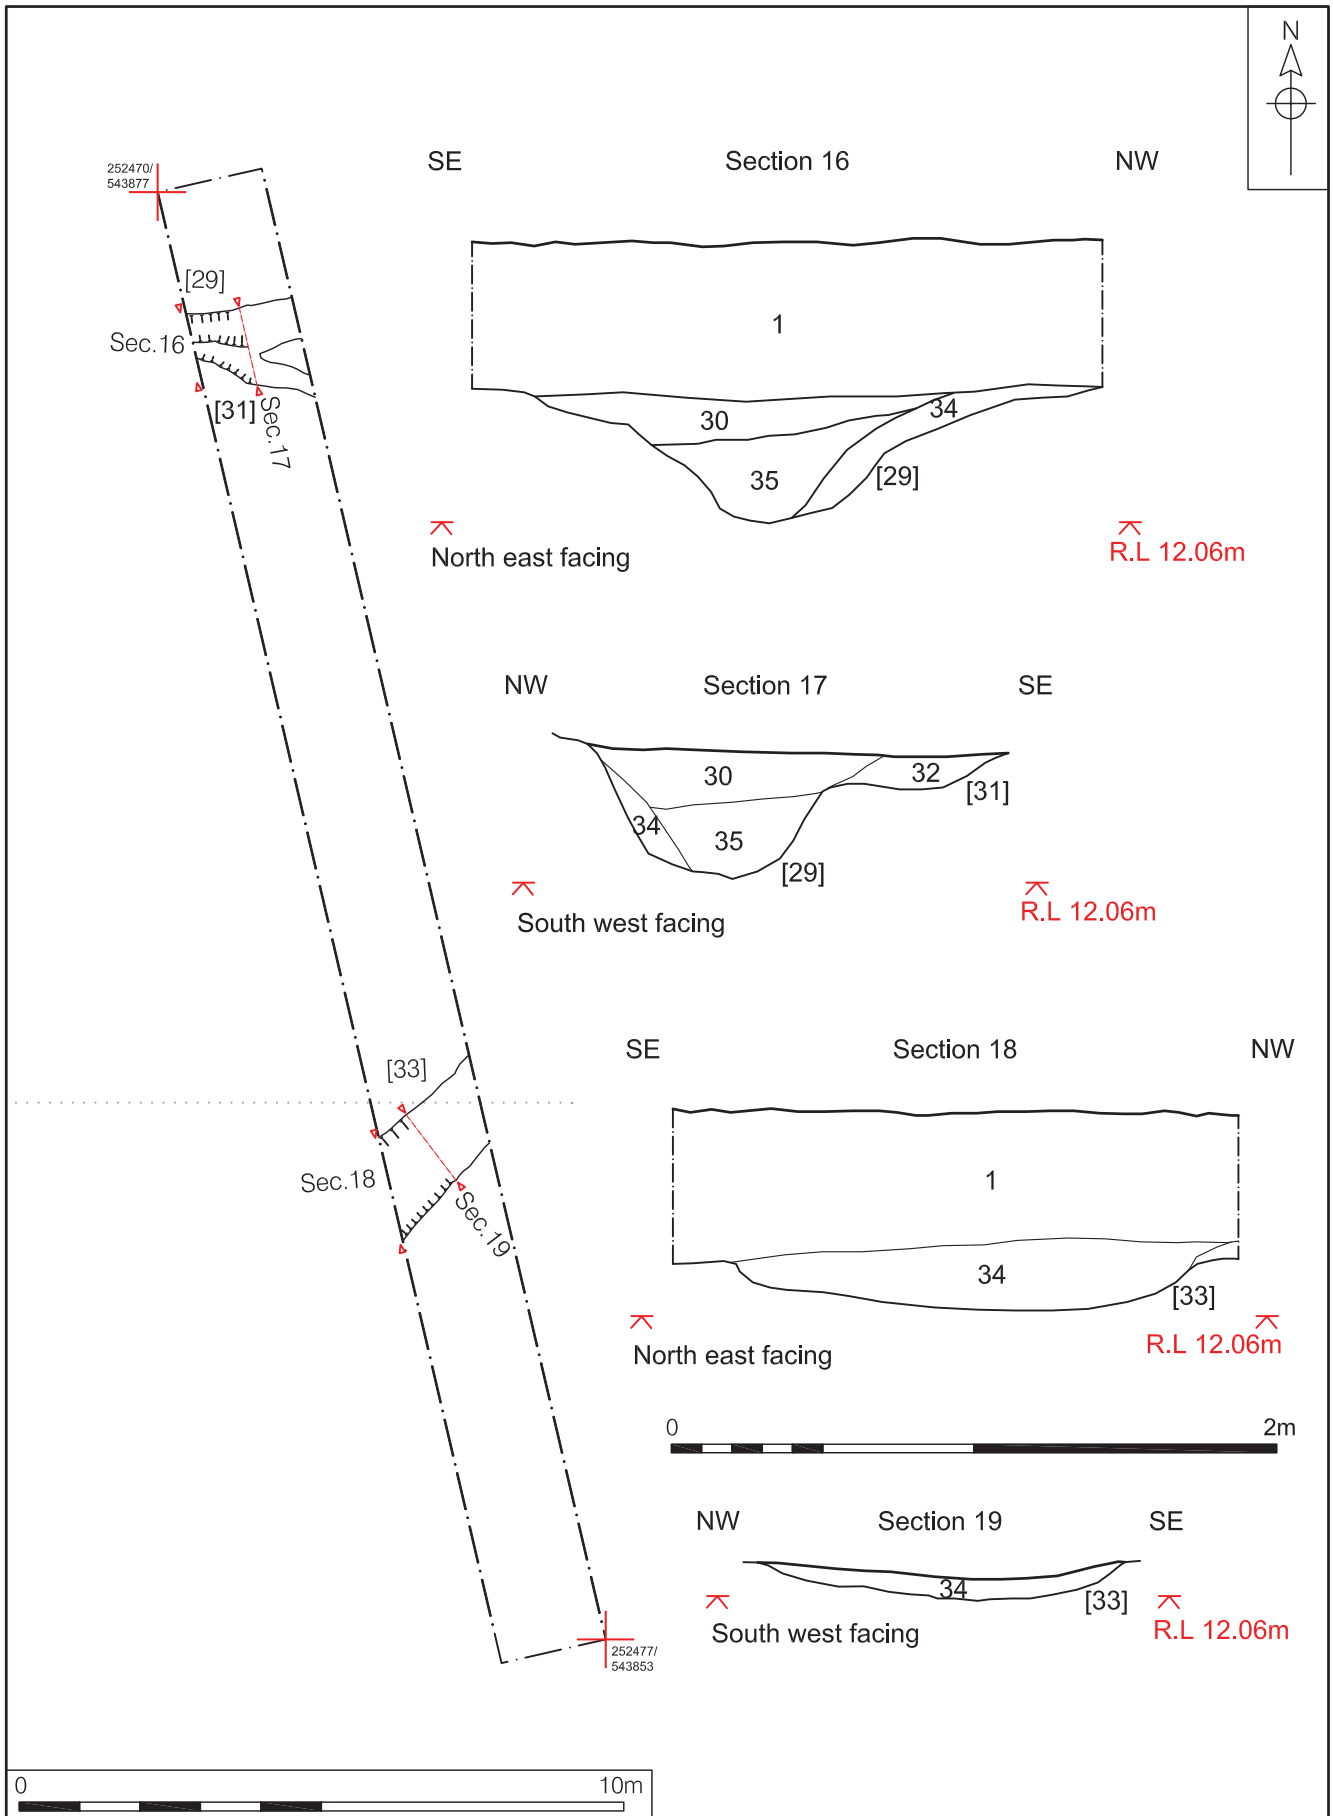 N
252470/
543877
[29]
Sec.16
[31]
Sec.17
[33]
Sec.18
Sec.19
252477/
543853
0 10m
SE Section 16 NW
1
30
34
35
[29]
North east facing
R.L 12.06m
NW Section 17 SE
30
32
[31]
34
35
[29]
South west facing
R.L 12.06m
SE Section 18 NW
1
34
[33]
North east facing
R.L 12.06m
0 2m
NW Section 19 SE
34
[33]
South west facing
R.L 12.06m